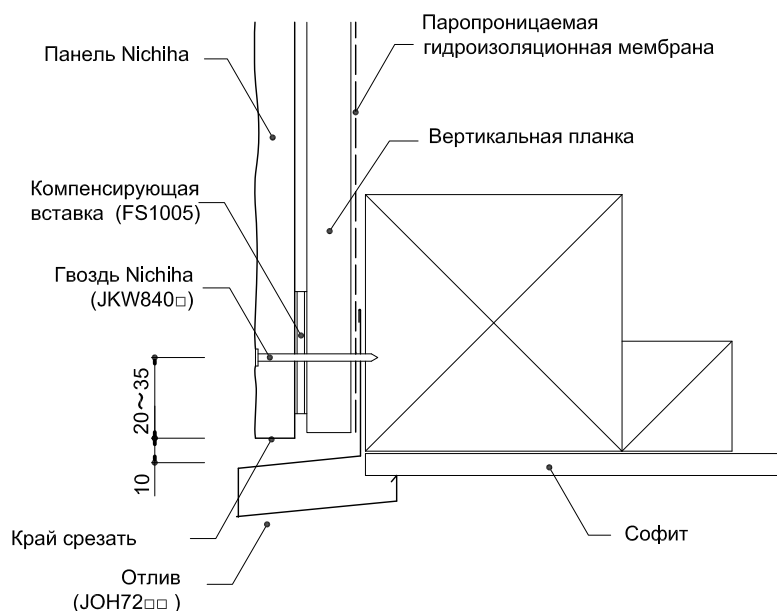 Паропроницаемая
гидроизоляционная мембрана
Панель Nichiha
Вертикальная планка
Компенсирующая
вставка (FS1005)
Гвоздь Nichiha
(JKW840□)
20~35
10
Край срезать
Софит
Отлив
(JOH72□□ )